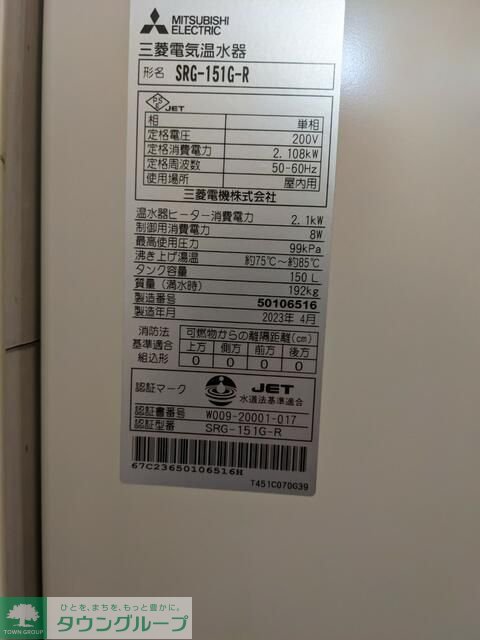 MITSUBISHI
ELECTRIC
三菱電気温水器
形名 SRG-151G-R
PS E JET
相 単相
定格電圧 200V
定格消費電力 2.108kW
定格周波数 50-60Hz
使用場所 屋内用
三菱電機株式会社
温水器ヒーター消費電力 2.1kW
制御用消費電力 8W
最高使用圧力 99kPa
沸き上げ湯温 約75℃～約85℃
タンク容量 150L
質量(満水時) 192kg
製造番号 50106516
製造年月 2023年 4月
消防法 可燃物からの離隔距離(cm)
基準適合 上方 側方 前方 後方
組込形 0 0 0 0
認証マーク JET
水道法基準適合
認証書番号 W009-20001-017
認証型番 SRG-151G-R
67C23650106516H
T451C070G39
ひと を、まち を、もっと豊かに。
タウングループ
TOWN GROUP